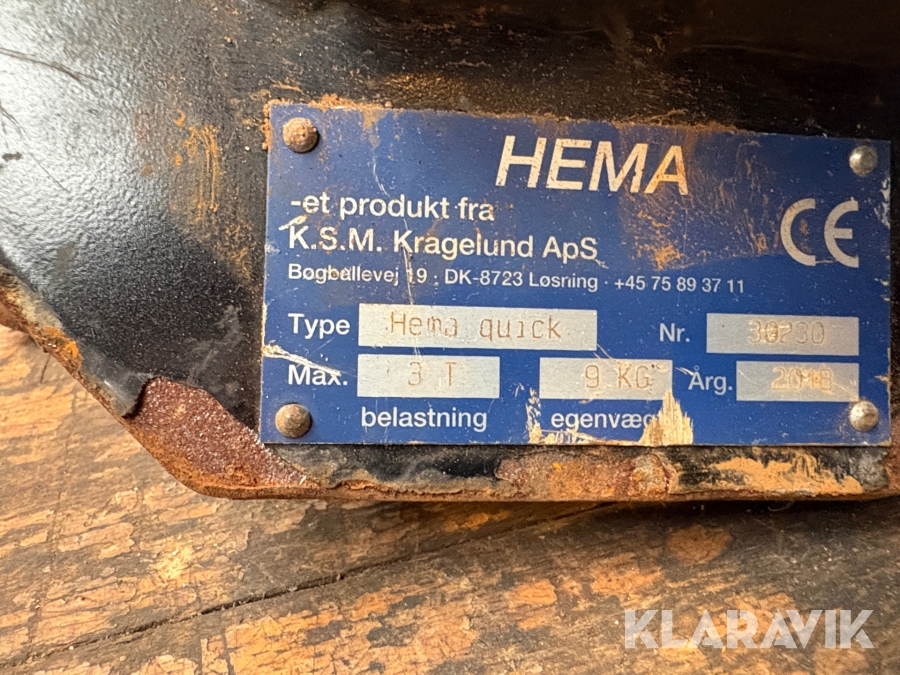 HEMA
-et produkt fra
K.S.M. Kragelund ApS
Bøgballevej 19 · DK-8723 Løsning · +45 75 89 37 11
CE
Type Hema quick Nr. 30230
Max. 3 T 9 KG Årg.
belastning
KLARAVIK